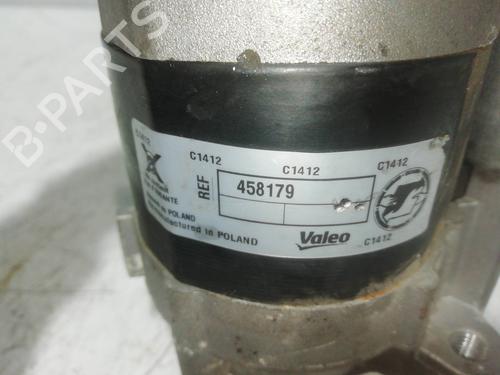 B-PARTS
C1412
C1412
C1412
REF
458179
IN POLAND
Manufactured in POLAND
Valeo
C1412